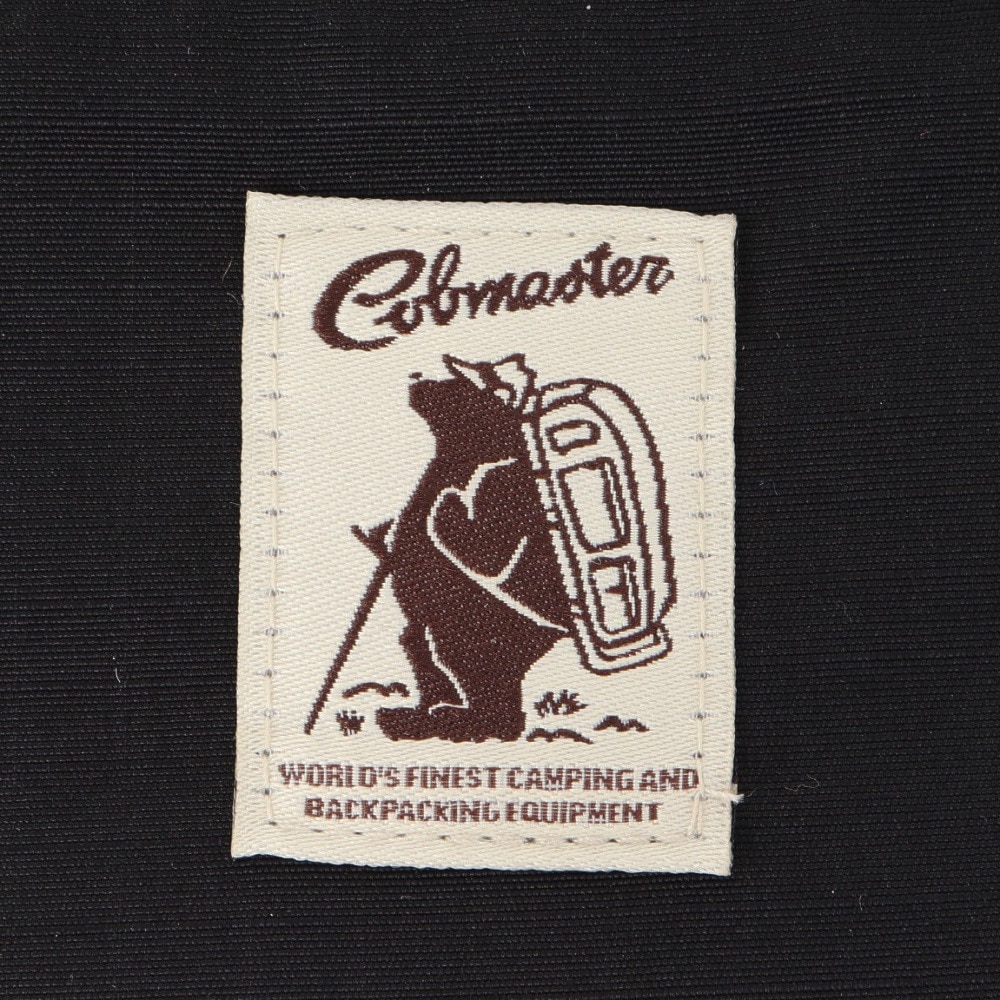 Cobmaster
WORLD'S FINEST CAMPING AND
BACKPACKING EQUIPMENT